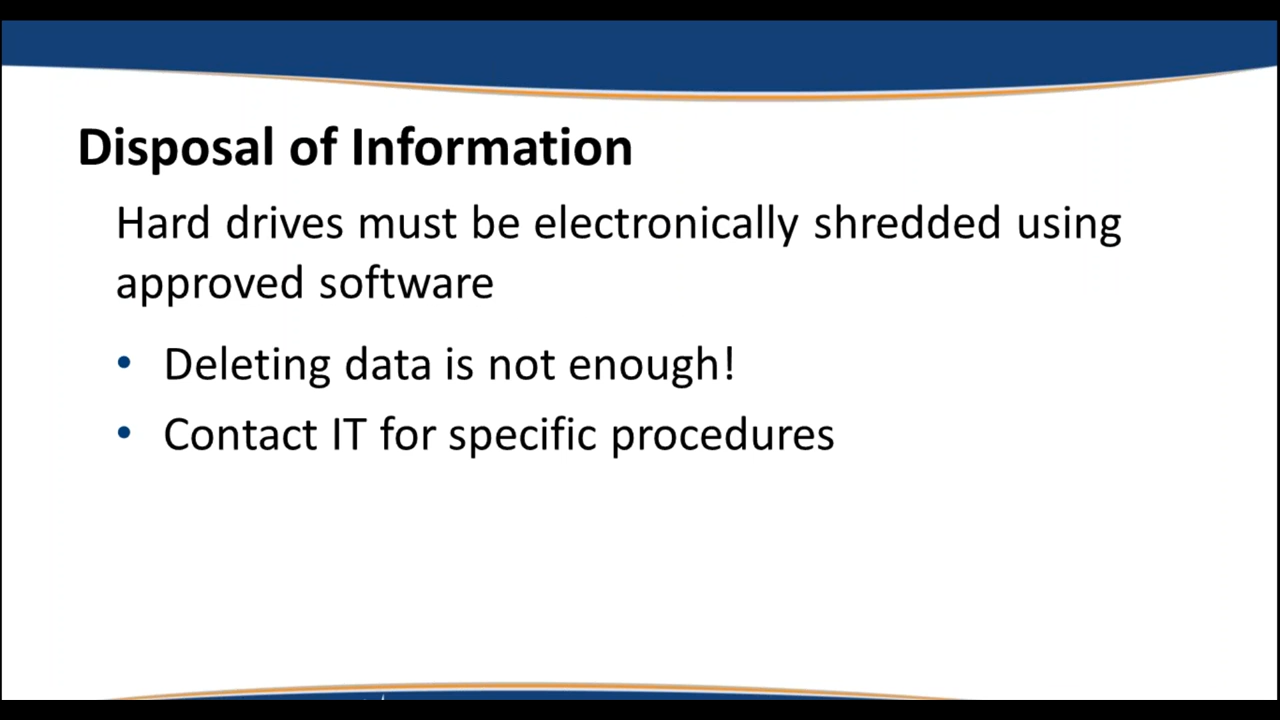 Disposal of Information
Hard drives must be electronically shredded using
approved software
• Deleting data is not enough!
• Contact IT for specific procedures